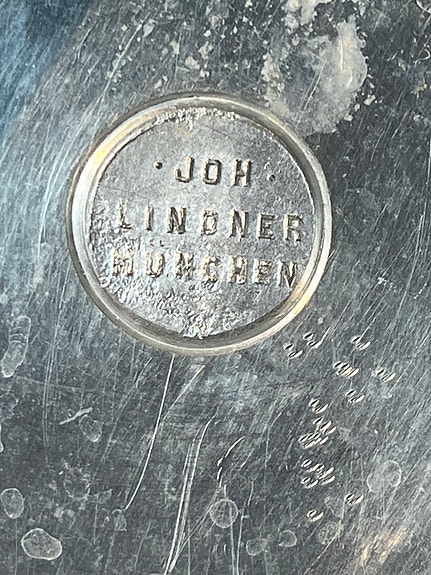 · JOH ·
LINDNER
MÜNCHEN